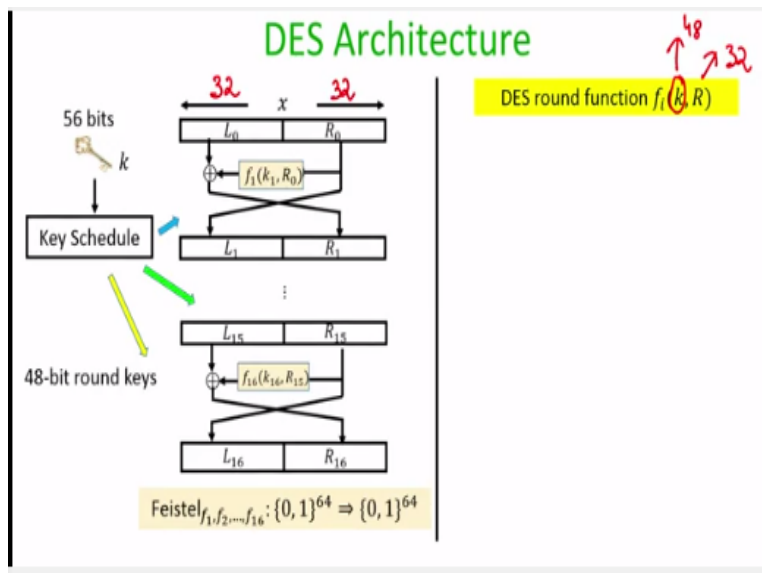 DES Architecture
48
32
DES round function f_i(k, R)
32 x 32
56 bits
k
L_0 R_0
f_1(k_1, R_0)
Key Schedule
L_1 R_1
⋮
L_15 R_15
48-bit round keys
f_16(k_16, R_15)
L_16 R_16
Feistel_{f_1,f_2,…,f_16}: {0, 1}^64 ⇒ {0, 1}^64